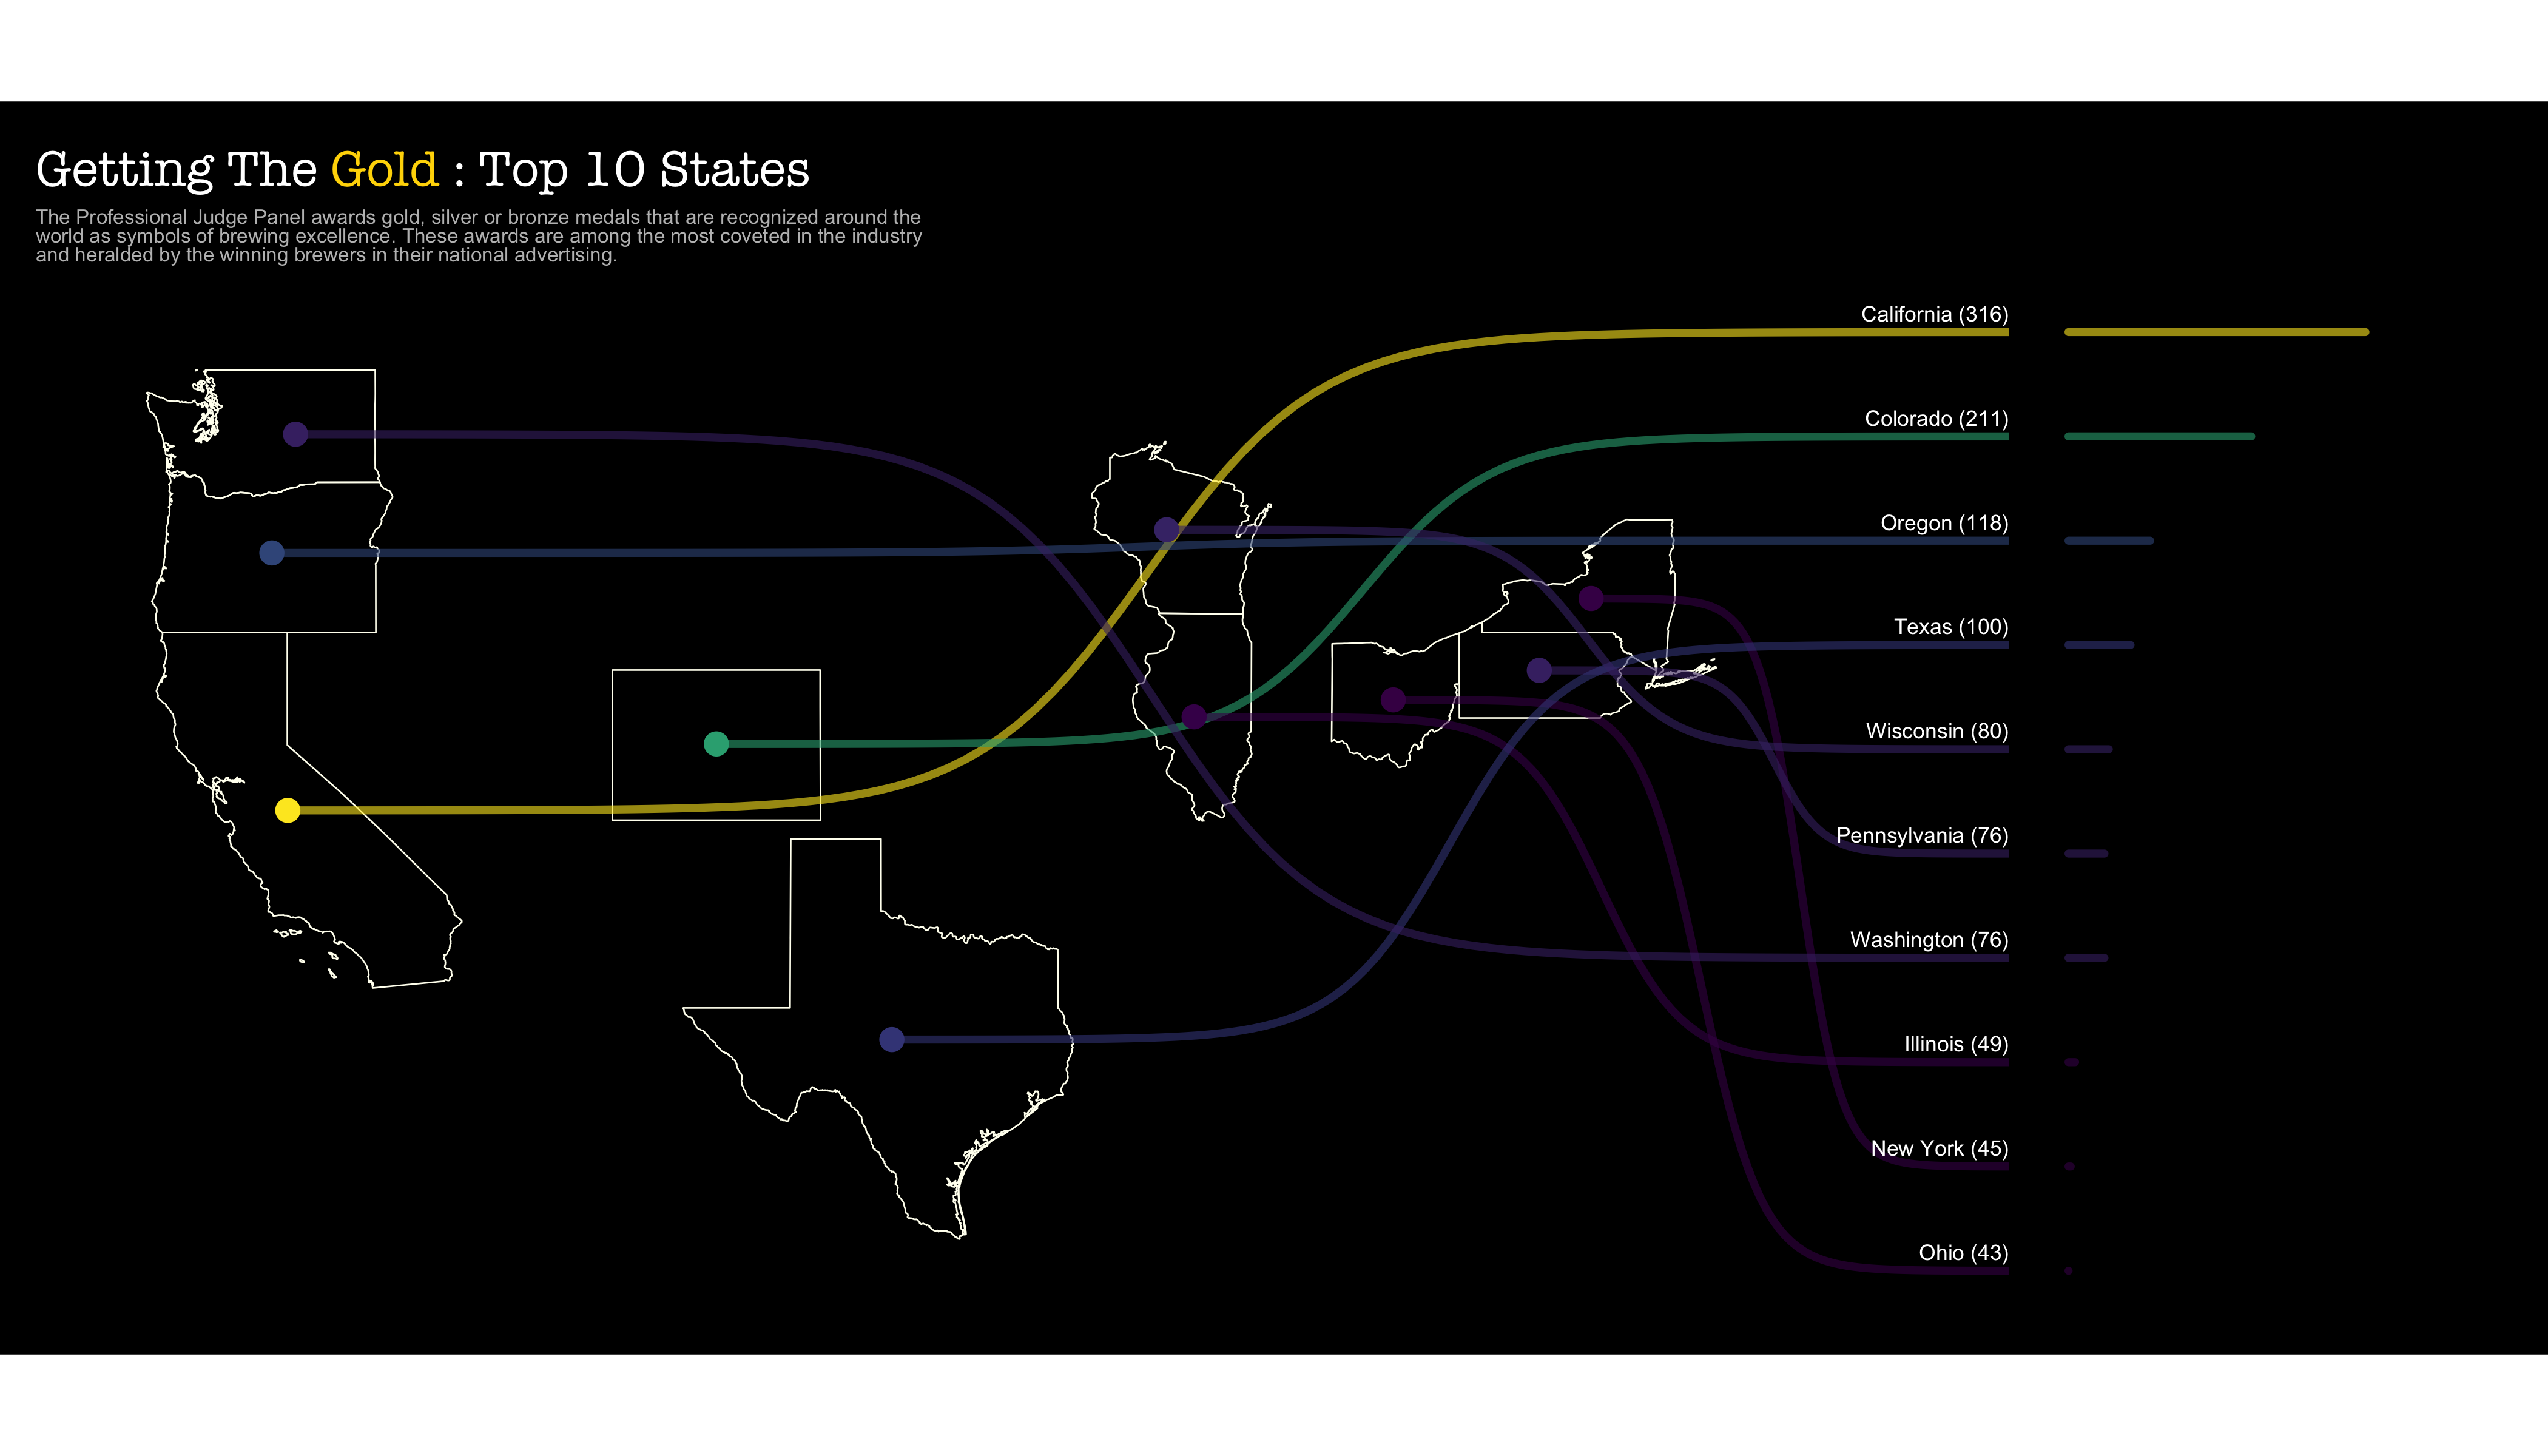 Getting The Gold : Top 10 States
The Professional Judge Panel awards gold, silver or bronze medals that are recognized around the
world as symbols of brewing excellence. These awards are among the most coveted in the industry
and heralded by the winning brewers in their national advertising.
California (316)
Colorado (211)
Oregon (118)
Texas (100)
Wisconsin (80)
Pennsylvania (76)
Washington (76)
Illinois (49)
New York (45)
Ohio (43)